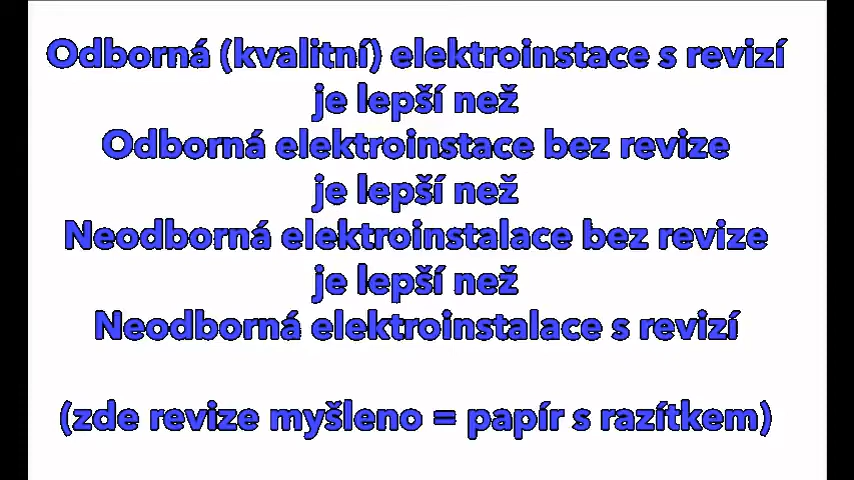 Odborná (kvalitní) elektroinstace s revizí
je lepší než
Odborná elektroinstace bez revize
je lepší než
Neodborná elektroinstalace bez revize
je lepší než
Neodborná elektroinstalace s revizí
(zde revize myšleno = papír s razítkem)